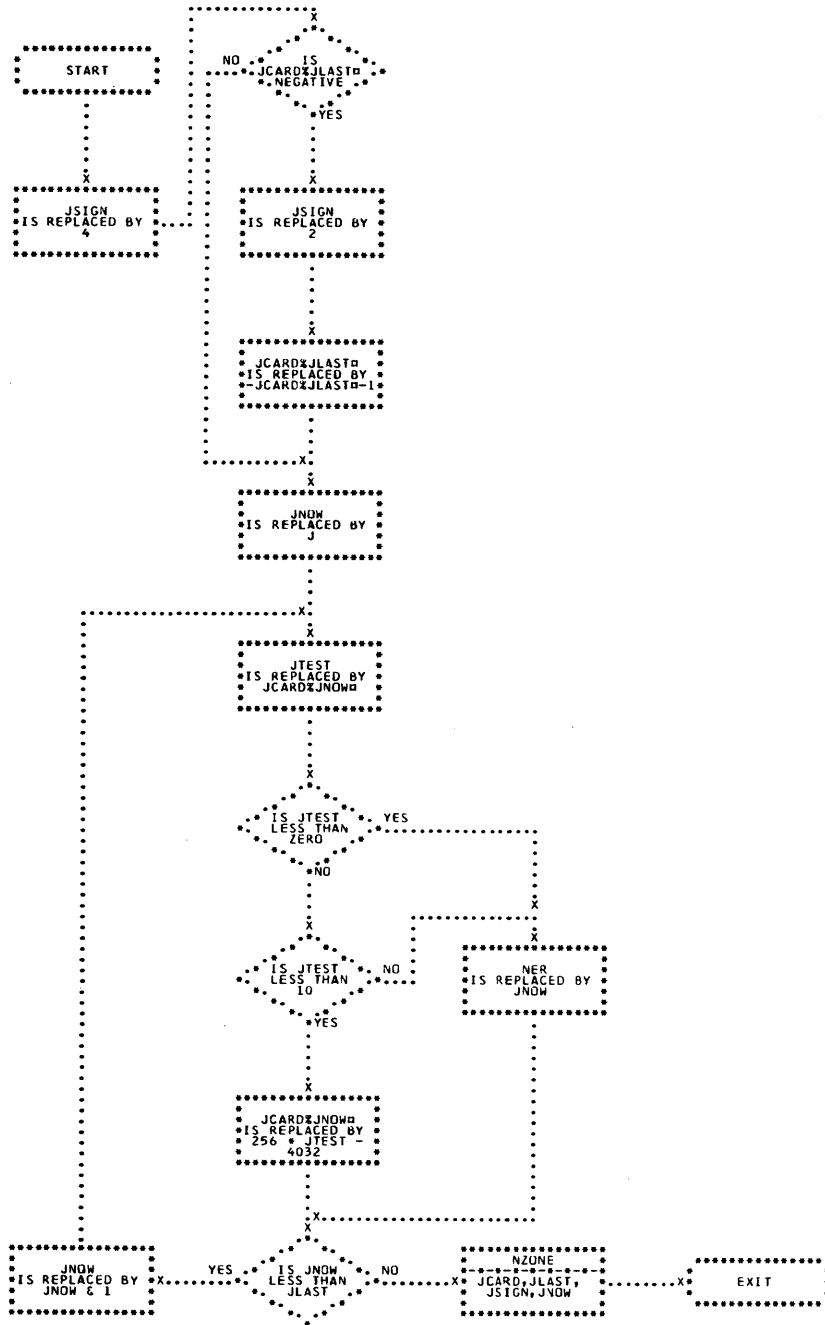 START
NO
IS
JCARD%JLAST¤
NEGATIVE
YES
JSIGN
IS REPLACED BY
4
JSIGN
IS REPLACED BY
2
JCARD%JLAST¤
IS REPLACED BY
-JCARD%JLAST¤-1
JNOW
IS REPLACED BY
J
JTEST
IS REPLACED BY
JCARD%JNOW¤
IS JTEST
LESS THAN
ZERO
YES
NO
IS JTEST
LESS THAN
10
NO
YES
NER
IS REPLACED BY
JNOW
JCARD%JNOW¤
IS REPLACED BY
256 * JTEST -
4032
JNOW
IS REPLACED BY
JNOW & 1
YES
IS JNOW
LESS THAN
JLAST
NO
NZONE
JCARD,JLAST,
JSIGN,JNOW
EXIT